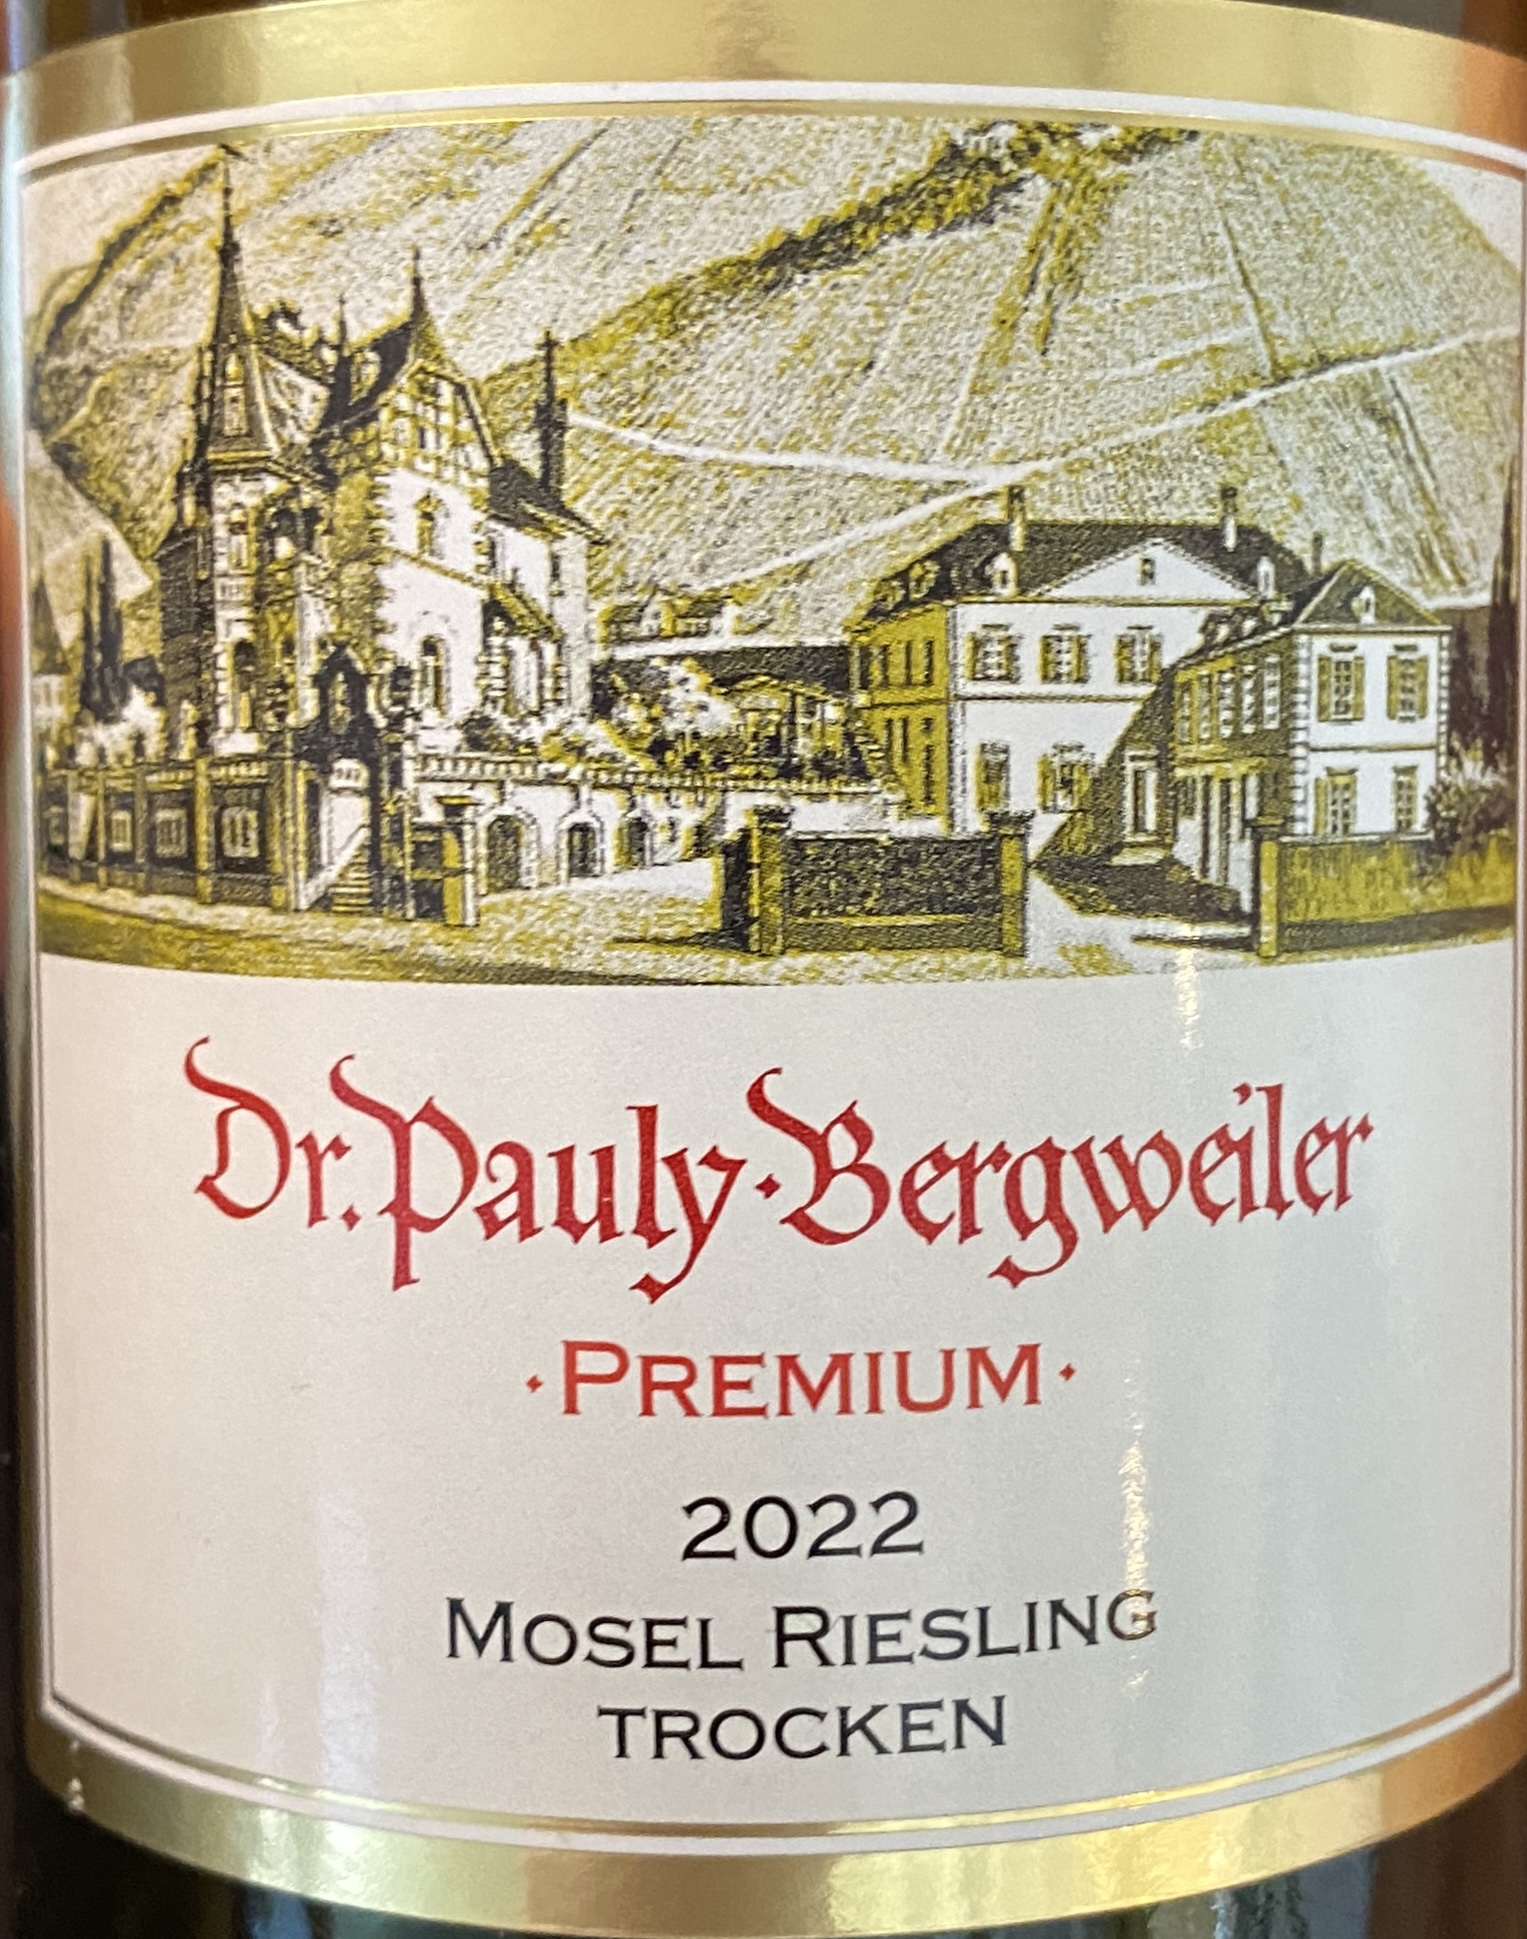 Dr. Pauly·Bergweiler
·PREMIUM·
2022
MOSEL RIESLING
TROCKEN